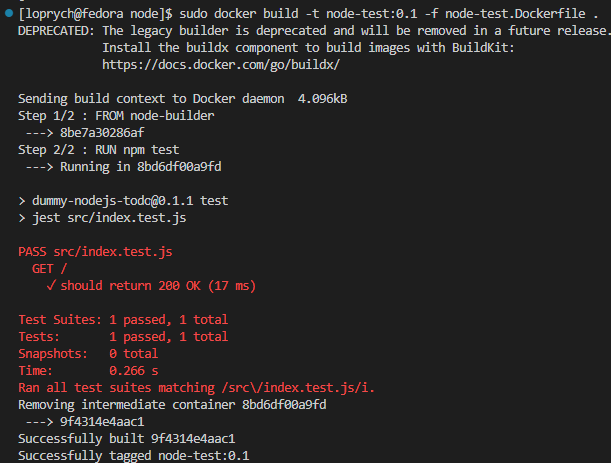 [loprych@fedora node]$ sudo docker build -t node-test:0.1 -f node-test.Dockerfile .
DEPRECATED: The legacy builder is deprecated and will be removed in a future release.
Install the buildx component to build images with BuildKit:
https://docs.docker.com/go/buildx/
Sending build context to Docker daemon  4.096kB
Step 1/2 : FROM node-builder
---> 8be7a30286af
Step 2/2 : RUN npm test
---> Running in 8bd6df00a9fd
> dummy-nodejs-todo@0.1.1 test
> jest src/index.test.js
PASS src/index.test.js
GET /
✓ should return 200 OK (17 ms)
Test Suites: 1 passed, 1 total
Tests:       1 passed, 1 total
Snapshots:   0 total
Time:        0.266 s
Ran all test suites matching /src\/index.test.js/i.
Removing intermediate container 8bd6df00a9fd
---> 9f4314e4aac1
Successfully built 9f4314e4aac1
Successfully tagged node-test:0.1